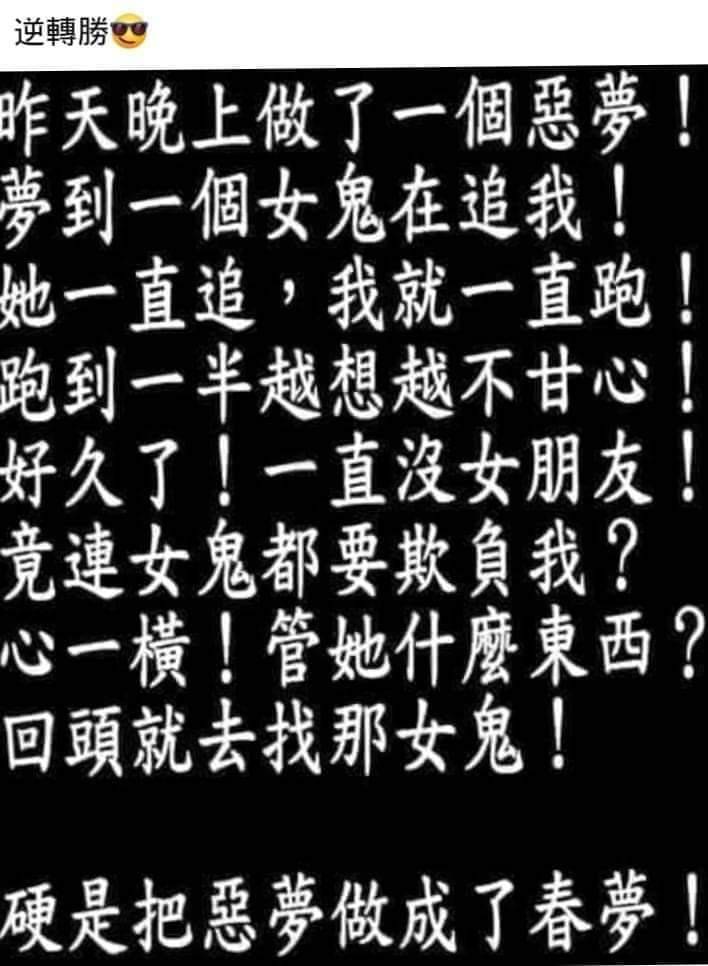 逆轉勝😎
昨天晚上做了一個惡夢！
夢到一個女鬼在追我！
她一直追，我就一直跑！
跑到一半越想越不甘心！
好久了！一直沒女朋友！
竟連女鬼都要欺負我？
心一橫！管她什麼東西？
回頭就去找那女鬼！
硬是把惡夢做成了春夢！